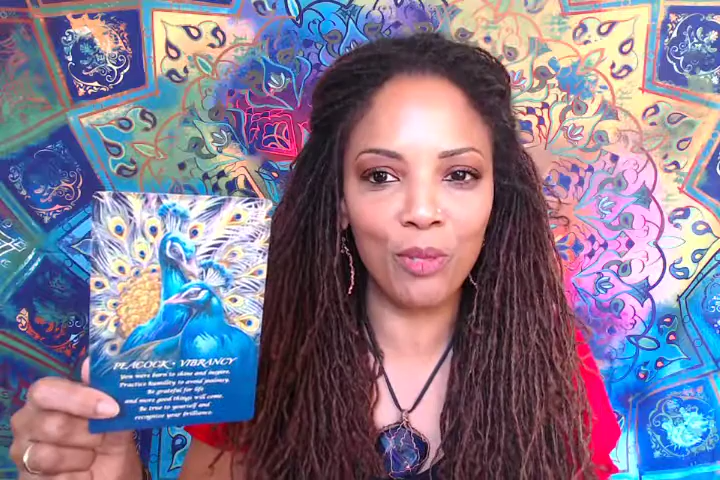 PEACOCK • VIBRANCY
You were born to shine and inspire.
Practice humility to avoid jealousy.
Be grateful for life
and more good things will come.
Be true to yourself and
recognize your brilliance.